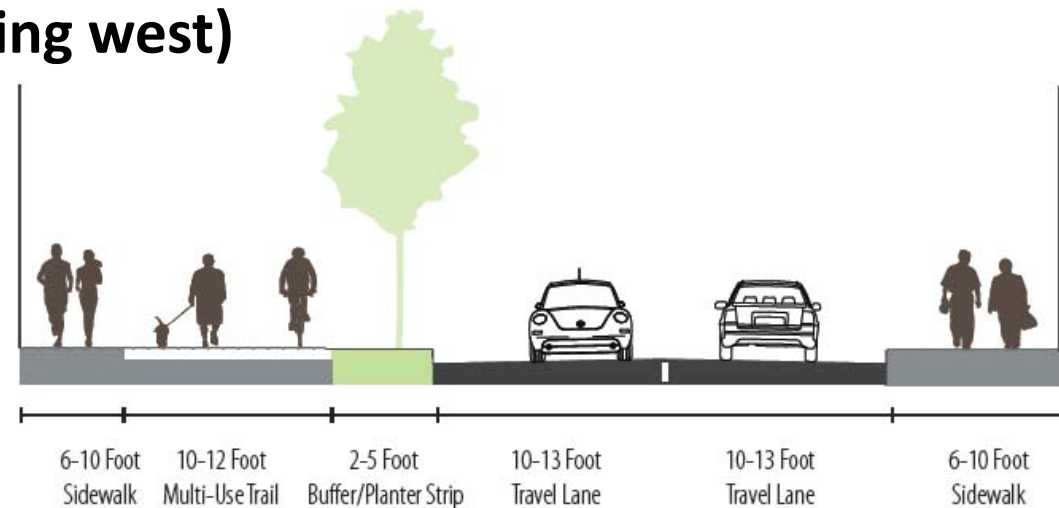 ing west)
6-10 Foot
Sidewalk
10-12 Foot
Multi-Use Trail
2-5 Foot
Buffer/Planter Strip
10-13 Foot
Travel Lane
10-13 Foot
Travel Lane
6-10 Foot
Sidewalk